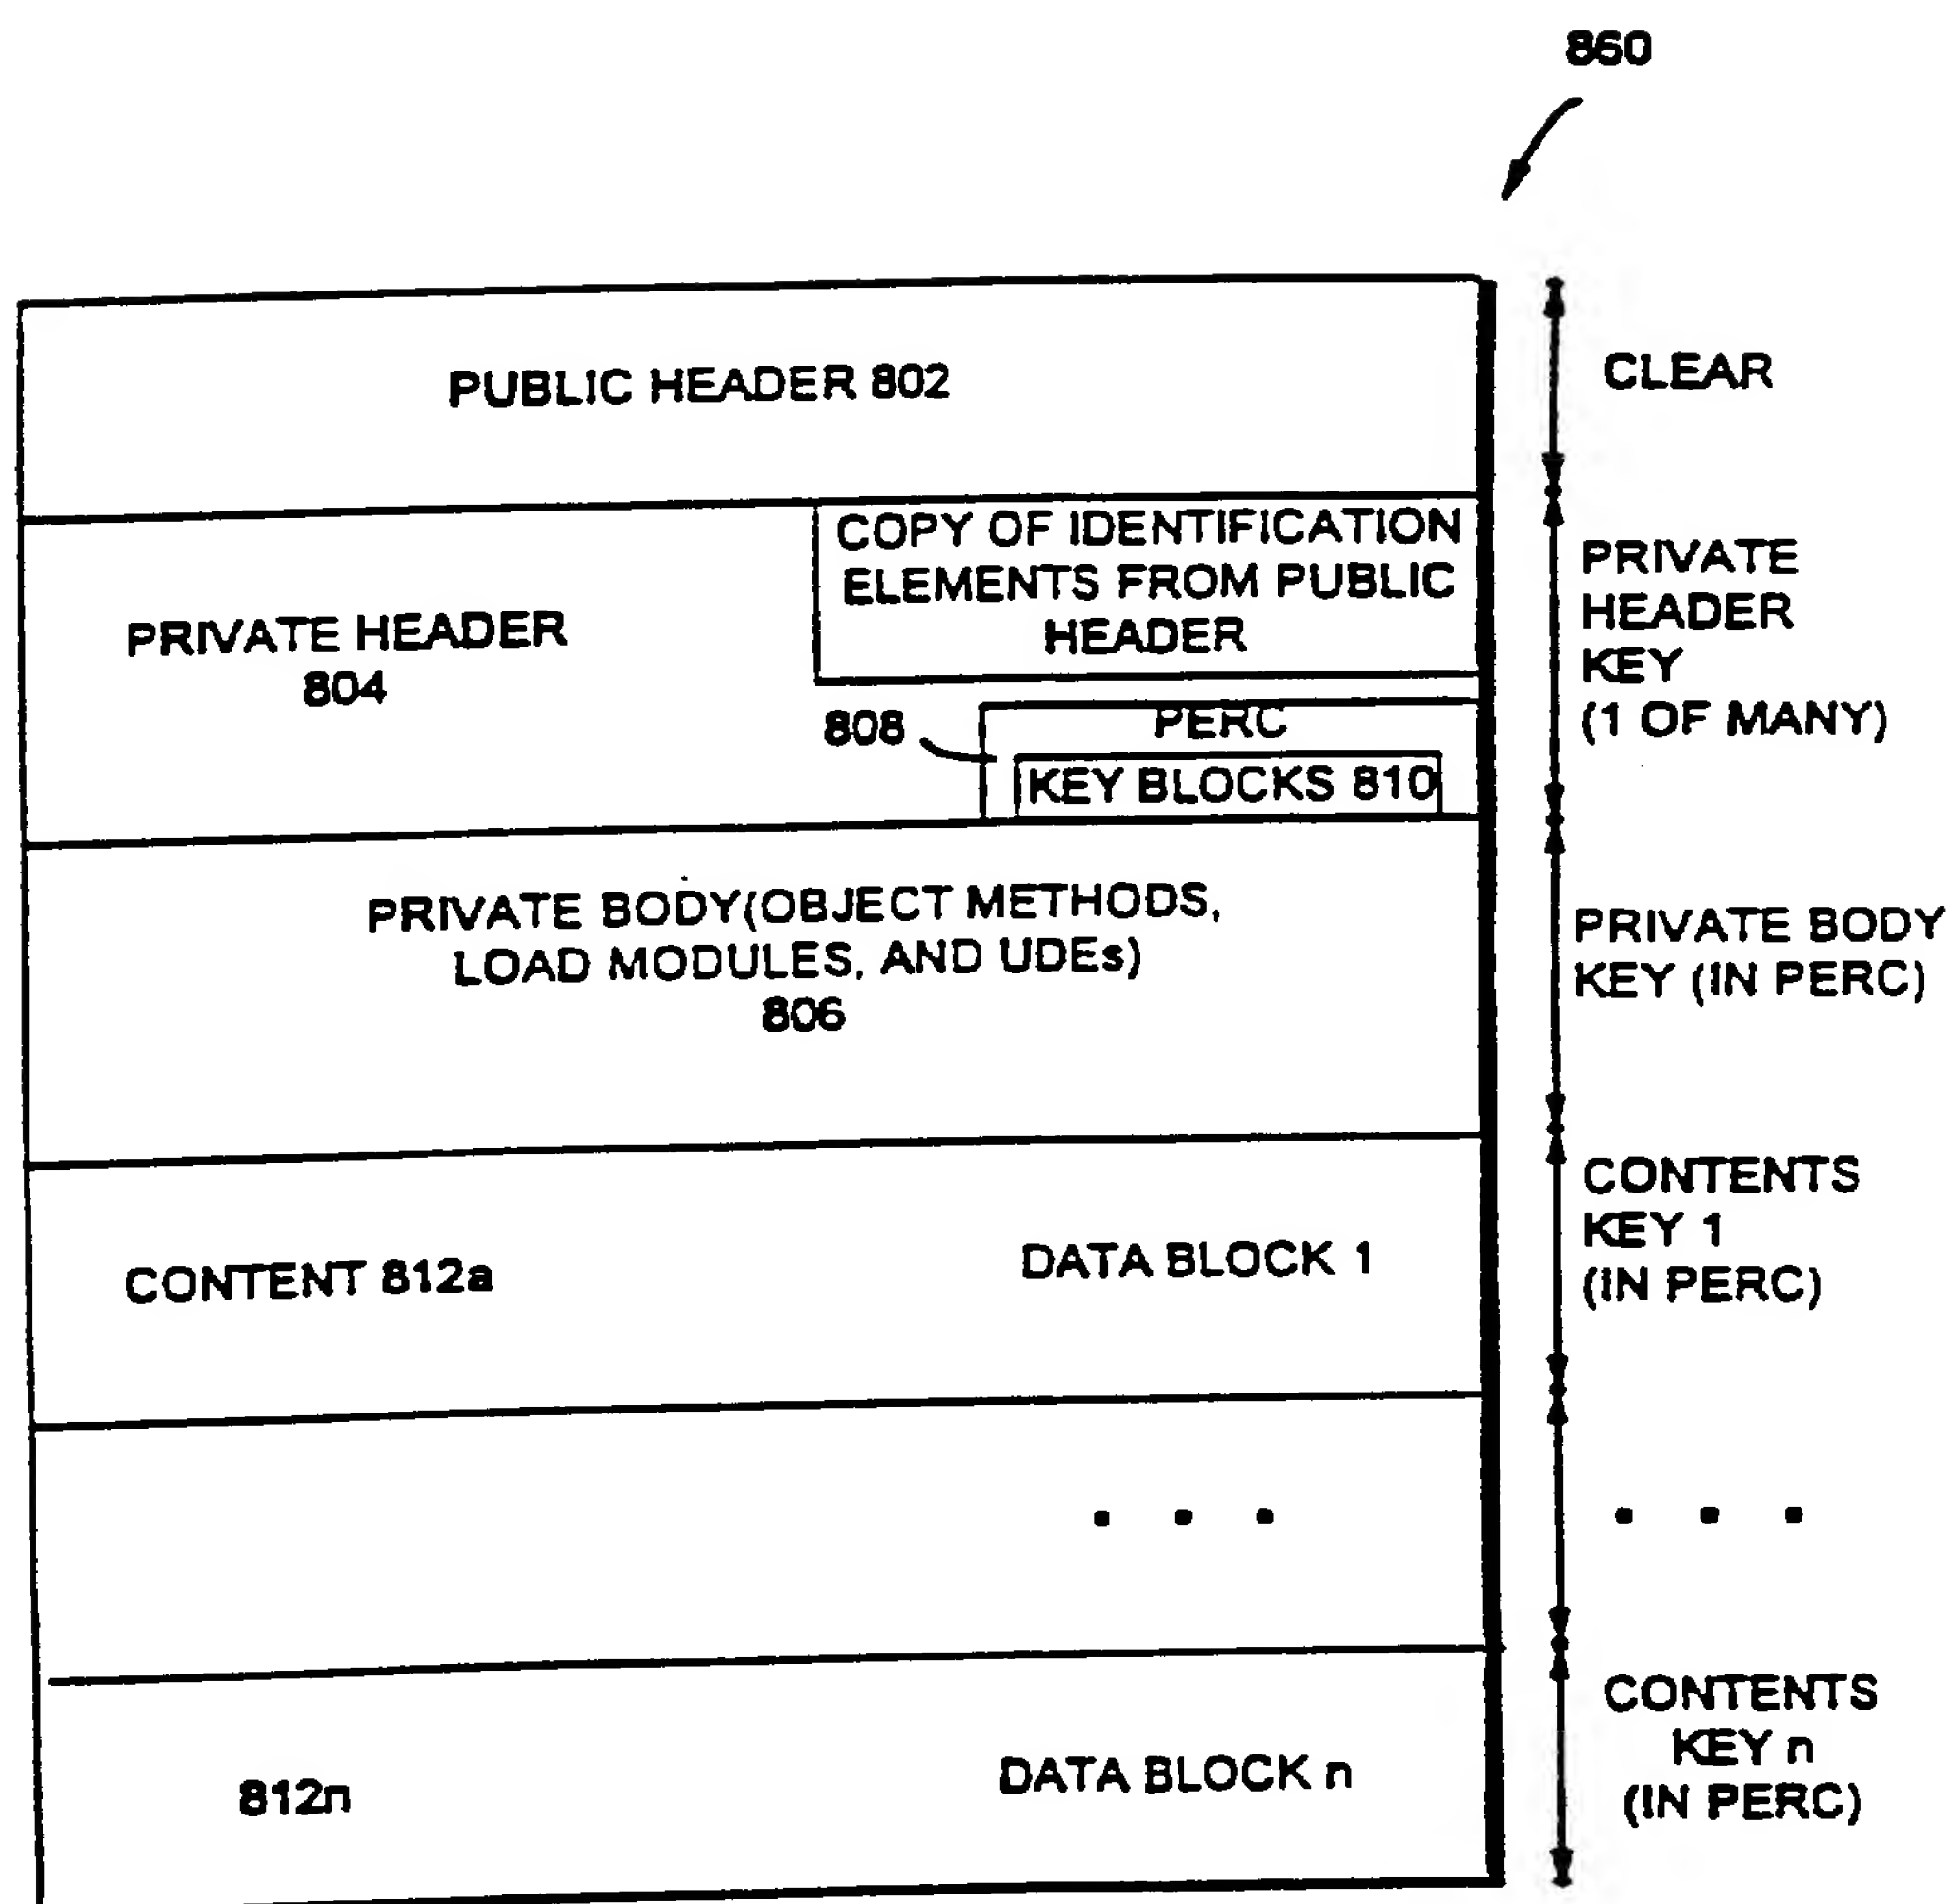 860
PUBLIC HEADER 802
CLEAR
PRIVATE HEADER
804
COPY OF IDENTIFICATION
ELEMENTS FROM PUBLIC
HEADER
808
PERC
KEY BLOCKS 810
PRIVATE
HEADER
KEY
(1 OF MANY)
PRIVATE BODY(OBJECT METHODS,
LOAD MODULES, AND UDEs)
806
PRIVATE BODY
KEY (IN PERC)
CONTENT 812a
DATA BLOCK 1
CONTENTS
KEY 1
(IN PERC)
. . .
. . .
812n
DATA BLOCK n
CONTENTS
KEY n
(IN PERC)